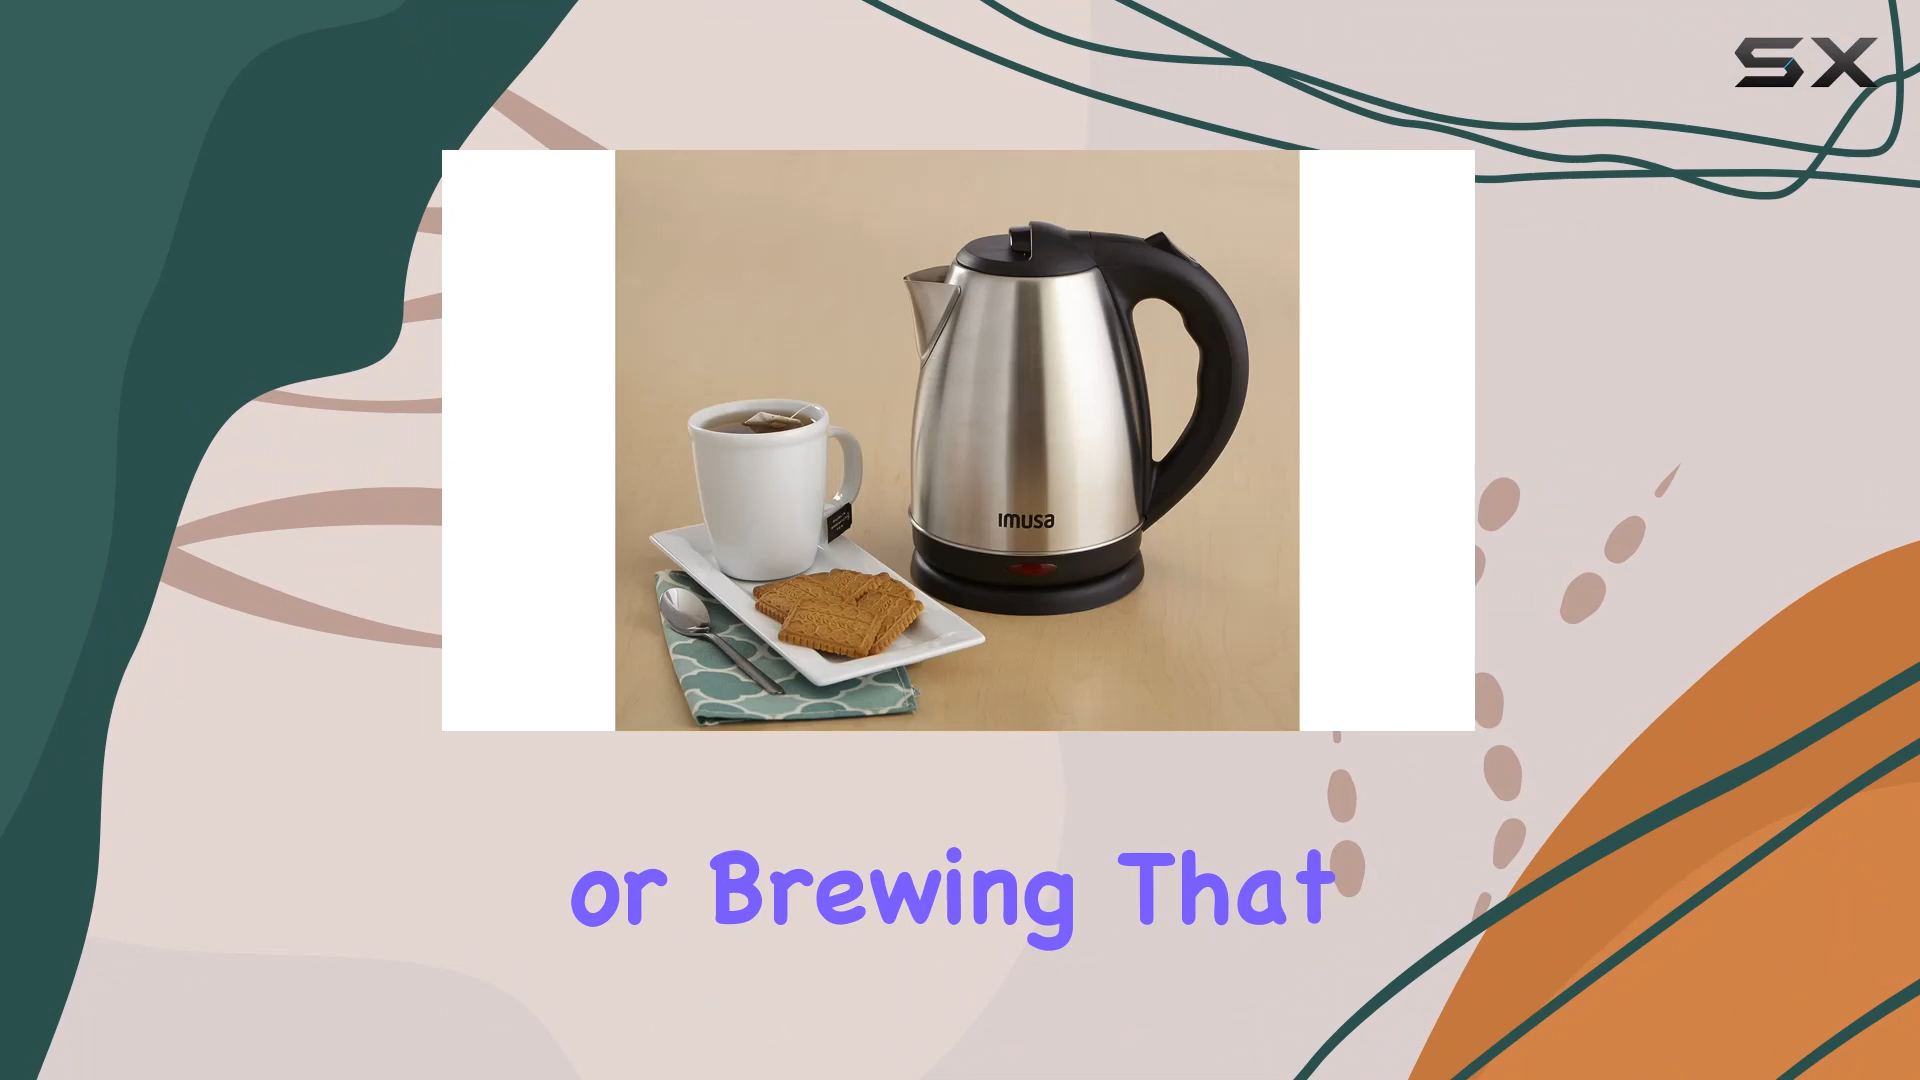 SX
imusa
or Brewing That